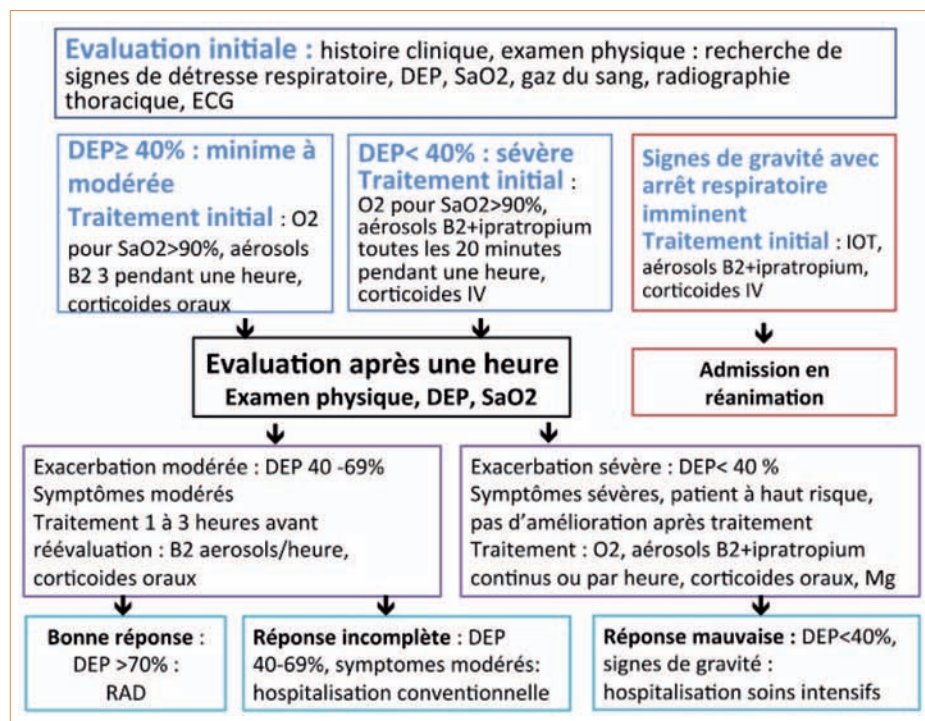 Evaluation initiale : histoire clinique, examen physique : recherche de
signes de détresse respiratoire, DEP, SaO2, gaz du sang, radiographie
thoracique, ECG
DEP≥ 40% : minime à
modérée
Traitement initial : O2
pour SaO2>90%, aérosols
B2 3 pendant une heure,
corticoides oraux
DEP< 40% : sévère
Traitement initial :
O2 pour SaO2>90%,
aérosols B2+ipratropium
toutes les 20 minutes
pendant une heure,
corticoides IV
Signes de gravité avec
arrêt respiratoire
imminent
Traitement initial : IOT,
aérosols B2+ipratropium,
corticoides IV
Evaluation après une heure
Examen physique, DEP, SaO2
Admission en
réanimation
Exacerbation modérée : DEP 40 -69%
Symptômes modérés
Traitement 1 à 3 heures avant
réévaluation : B2 aerosols/heure,
corticoides oraux
Exacerbation sévère : DEP< 40 %
Symptômes sévères, patient à haut risque,
pas d'amélioration après traitement
Traitement : O2, aérosols B2+ipratropium
continus ou par heure, corticoides oraux, Mg
Bonne réponse :
DEP >70% :
RAD
Réponse incomplète : DEP
40-69%, symptomes modérés:
hospitalisation conventionnelle
Réponse mauvaise : DEP<40%,
signes de gravité :
hospitalisation soins intensifs